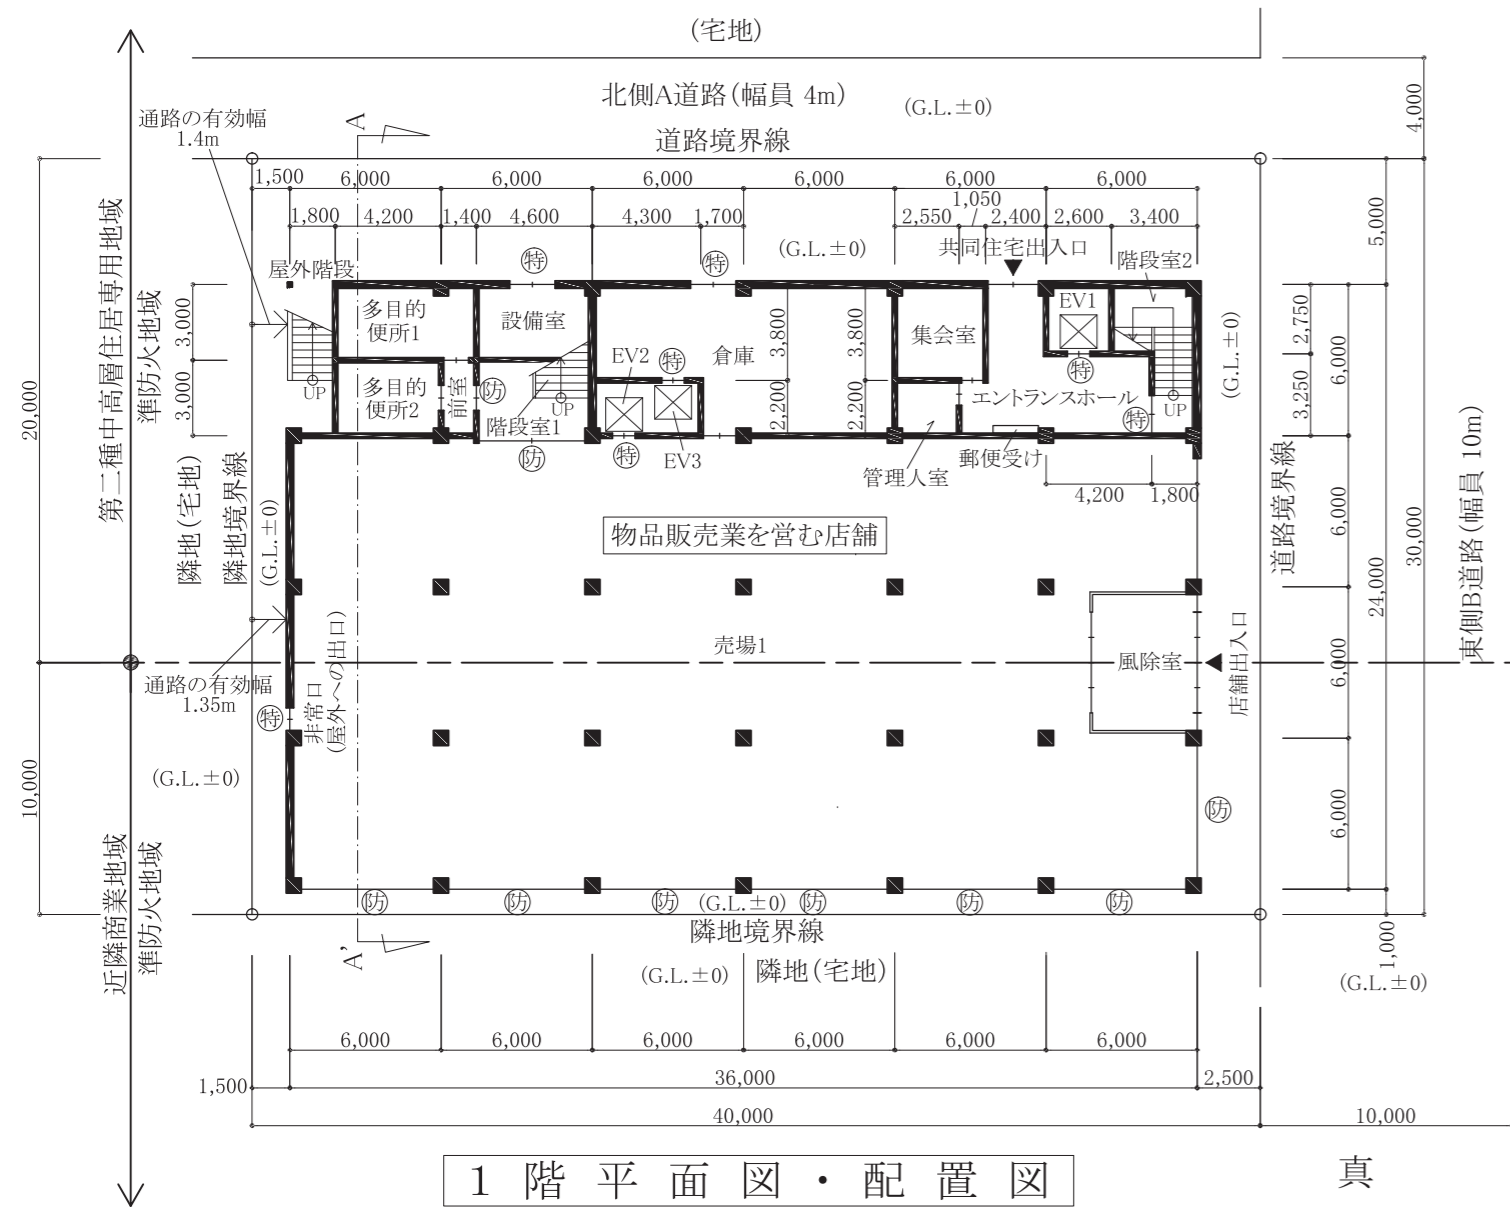 (宅地)
北側A道路(幅員 4m)
(G.L.±0)
道路境界線
通路の有効幅
1.4m
A
4,000
1,500
6,000
6,000
6,000
6,000
6,000
6,000
1,050
1,800
4,200
1,400
4,600
4,300
1,700
2,550
2,400
2,600
3,400
5,000
(G.L.±0)
共同住宅出入口
階段室2
屋外階段
特
特
多目的
便所1
設備室
EV1
集会室
倉庫
3,800
3,800
2,200
2,200
EV2
特
特
多目的
便所2
前室
防
UP
UP
UP
階段室1
防
特
EV3
エントランスホール
特
管理人室
郵便受け
4,200
1,800
3,000
3,000
2,750
3,250
6,000
6,000
6,000
6,000
24,000
30,000
(G.L.±0)
道路境界線
東側B道路(幅員 10m)
20,000
10,000
第二種中高層住居専用地域
準防火地域
隣地(宅地)
隣地境界線
(G.L.±0)
物品販売業を営む店舗
売場1
風除室
店舗出入口
通路の有効幅
1.35m
特
非常口
(屋外への出口)
(G.L.±0)
近隣商業地域
準防火地域
防
防
防
防
(G.L.±0)
防
防
防
隣地境界線
A’
(G.L.±0)
隣地(宅地)
1,000
(G.L.±0)
6,000
6,000
6,000
6,000
6,000
6,000
1,500
36,000
2,500
40,000
10,000
1階平面図・配置図
真